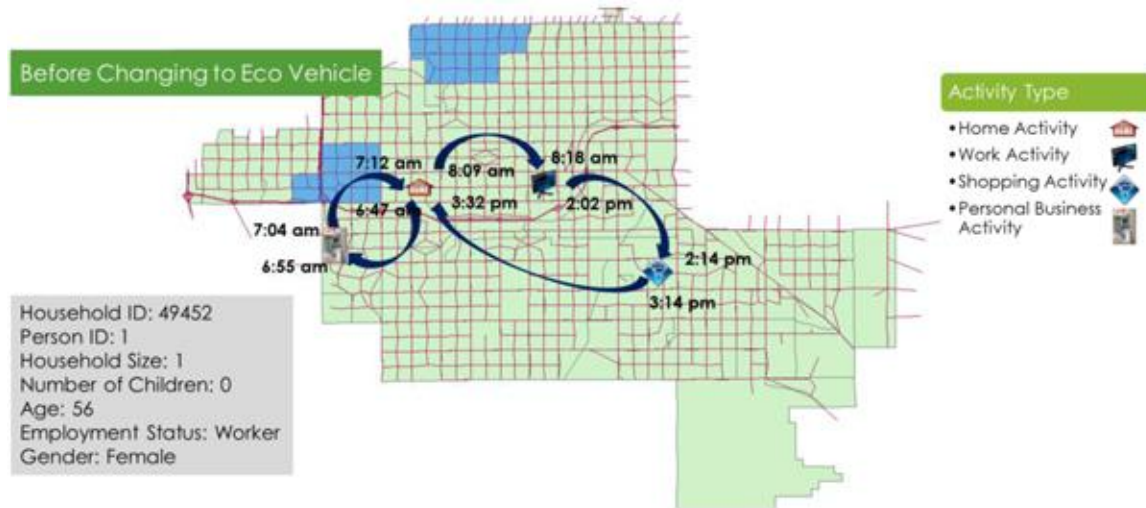 Before Changing to Eco Vehicle
Activity Type
•Home Activity
•Work Activity
•Shopping Activity
•Personal Business
Activity
7:12 am
8:09 am
8:18 am
6:47 am
3:32 pm
2:02 pm
7:04 am
6:55 am
2:14 pm
3:14 pm
Household ID: 49452
Person ID: 1
Household Size: 1
Number of Children: 0
Age: 56
Employment Status: Worker
Gender: Female